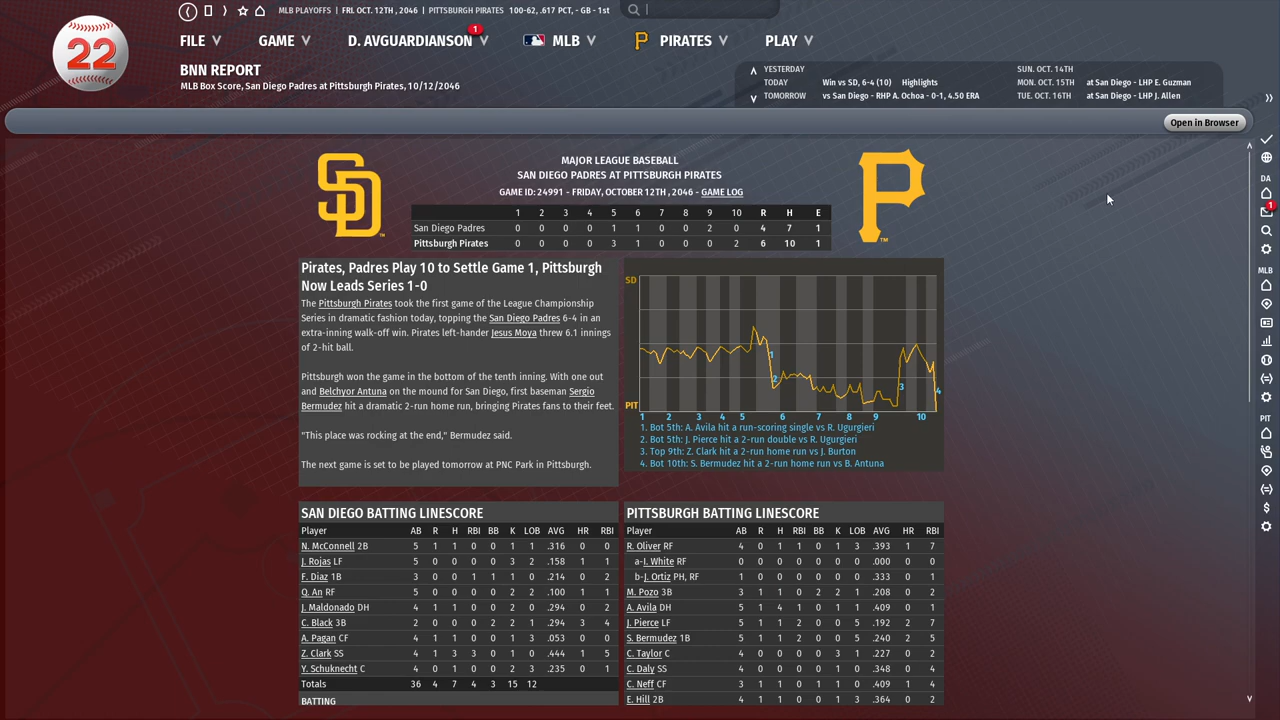 MLB PLAYOFFS | FRI. OCT. 12TH , 2046 | PITTSBURGH PIRATES 100-62, .617 PCT, - GB - 1st
22
FILE GAME D. AVGUARDIANSON 1 MLB P PIRATES PLAY
BNN REPORT
MLB Box Score, San Diego Padres at Pittsburgh Pirates, 10/12/2046
YESTERDAY SUN. OCT. 14TH
TODAY Win vs SD, 6-4 (10) Highlights MON. OCT. 15TH at San Diego - LHP E. Guzman
TOMORROW vs San Diego - RHP A. Ochoa - 0-1, 4.50 ERA TUE. OCT. 16TH at San Diego - LHP J. Allen
Open in Browser
SD
P
MAJOR LEAGUE BASEBALL
SAN DIEGO PADRES AT PITTSBURGH PIRATES
GAME ID: 24991 - FRIDAY, OCTOBER 12TH, 2046 - GAME LOG
1 2 3 4 5 6 7 8 9 10 R H E
San Diego Padres 0 0 0 0 1 1 0 0 2 0 4 7 1
Pittsburgh Pirates 0 0 0 0 3 1 0 0 0 2 6 10 1
Pirates, Padres Play 10 to Settle Game 1, Pittsburgh
Now Leads Series 1-0
The Pittsburgh Pirates took the first game of the League Championship
Series in dramatic fashion today, topping the San Diego Padres 6-4 in an
extra-inning walk-off win. Pirates left-hander Jesus Moya threw 6.1 innings
of 2-hit ball.
Pittsburgh won the game in the bottom of the tenth inning. With one out
and Belchyor Antuna on the mound for San Diego, first baseman Sergio
Bermudez hit a dramatic 2-run home run, bringing Pirates fans to their feet.
"This place was rocking at the end," Bermudez said.
The next game is set to be played tomorrow at PNC Park in Pittsburgh.
SD
1
2
3
4
PIT
1 2 3 4 5 6 7 8 9 10
1. Bot 5th: A. Avila hit a run-scoring single vs R. Ugurgieri
2. Bot 5th: J. Pierce hit a 2-run double vs R. Ugurgieri
3. Top 9th: Z. Clark hit a 2-run home run vs J. Burton
4. Bot 10th: S. Bermudez hit a 2-run home run vs B. Antuna
SAN DIEGO BATTING LINESCORE
Player AB R H RBI BB K LOB AVG HR RBI
N. McConnell 2B 5 1 1 0 0 1 1 .316 0 0
J. Rojas LF 5 0 0 0 0 3 2 .158 1 1
F. Diaz 1B 3 0 0 1 1 1 0 .214 0 2
Q. An RF 5 0 0 0 0 2 2 .100 1 1
J. Maldonado DH 4 1 1 0 0 2 0 .294 0 2
C. Black 3B 2 0 0 0 2 2 1 .294 3 4
A. Pagan CF 4 1 1 0 0 1 3 .053 0 0
Z. Clark SS 4 1 3 3 0 1 0 .444 1 5
Y. Schuknecht C 4 0 1 0 0 2 3 .235 0 1
Totals 36 4 7 4 3 15 12
BATTING
PITTSBURGH BATTING LINESCORE
Player AB R H RBI BB K LOB AVG HR RBI
R. Oliver RF 4 0 1 1 0 1 3 .393 1 7
a-I. White RF 0 0 0 0 0 0 0 .000 0 0
b-J. Ortiz PH, RF 1 0 0 0 0 0 0 .333 0 1
M. Pozo 3B 3 1 1 0 2 2 1 .208 0 2
A. Avila DH 5 1 4 1 0 1 1 .409 0 1
J. Pierce LF 5 1 1 2 0 0 5 .192 2 7
S. Bermudez 1B 5 1 1 2 0 0 5 .240 2 5
C. Taylor C 4 0 0 0 0 3 1 .227 0 2
C. Daly SS 4 0 0 0 0 1 0 .348 0 4
C. Neff CF 3 1 1 0 1 1 0 .409 1 4
E. Hill 2B 4 1 1 0 0 1 3 .364 0 2
DA
1
MLB
PIT